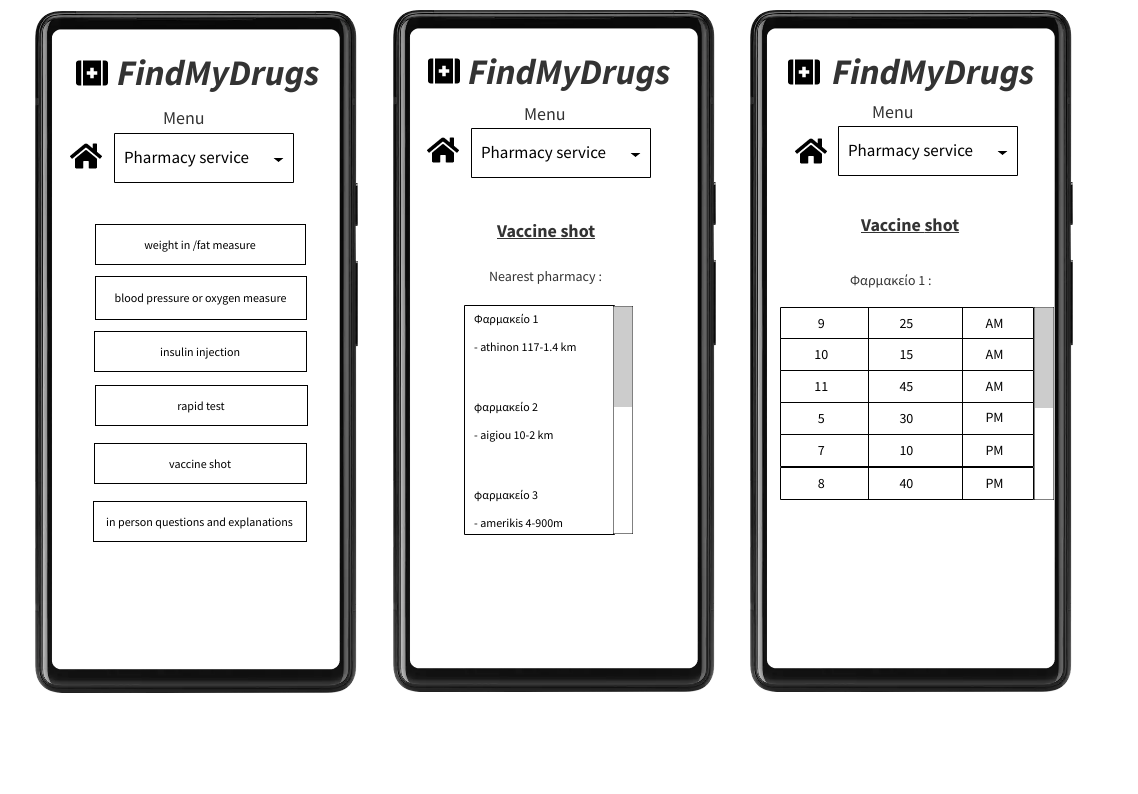 FindMyDrugs
Menu
Pharmacy service
weight in /fat measure
blood pressure or oxygen measure
insulin injection
rapid test
vaccine shot
in person questions and explanations
FindMyDrugs
Menu
Pharmacy service
Vaccine shot
Nearest pharmacy :
Φαρμακείο 1
- athinon 117-1.4 km
φαρμακείο 2
- aigiou 10-2 km
φαρμακείο 3
- amerikis 4-900m
FindMyDrugs
Menu
Pharmacy service
Vaccine shot
Φαρμακείο 1 :
9 25 AM
10 15 AM
11 45 AM
5 30 PM
7 10 PM
8 40 PM